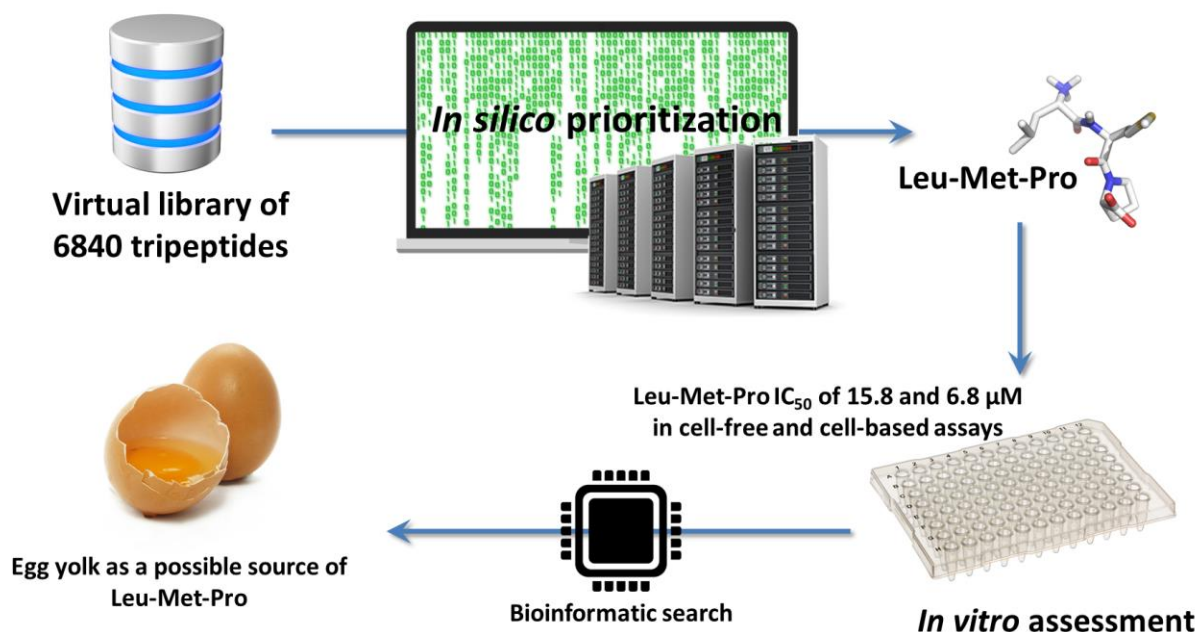 In silico prioritization
Virtual library of
6840 tripeptides
Leu-Met-Pro
Leu-Met-Pro IC₅₀ of 15.8 and 6.8 µM
in cell-free and cell-based assays
In vitro assessment
Bioinformatic search
Egg yolk as a possible source of
Leu-Met-Pro